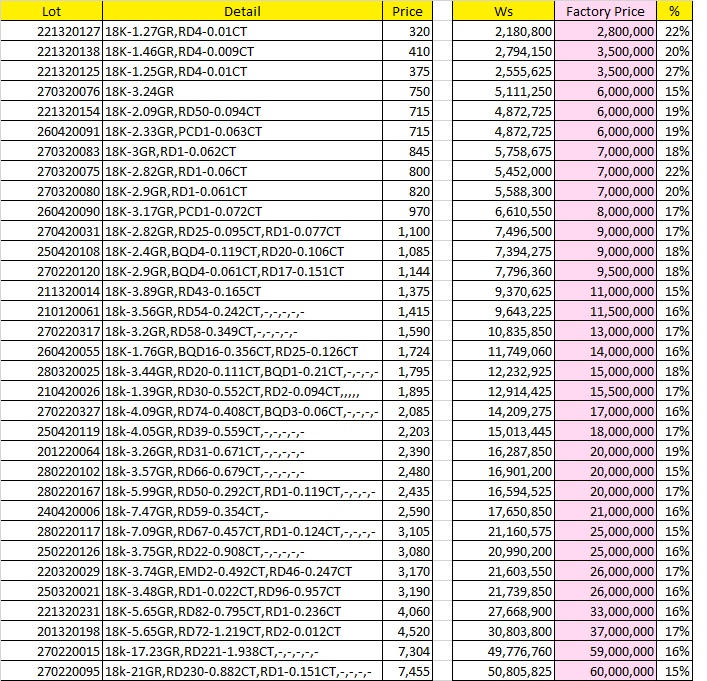 Lot Detail Price Ws Factory Price %
221320127 18K-1.27GR,RD4-0.01CT 320 2,180,800 2,800,000 22%
221320138 18K-1.46GR,RD4-0.009CT 410 2,794,150 3,500,000 20%
221320125 18K-1.25GR,RD4-0.01CT 375 2,555,625 3,500,000 27%
270320076 18K-3.24GR 750 5,111,250 6,000,000 15%
221320154 18K-2.09GR,RD50-0.094CT 715 4,872,725 6,000,000 19%
260420091 18K-2.33GR,PCD1-0.063CT 715 4,872,725 6,000,000 19%
270320083 18K-3GR,RD1-0.062CT 845 5,758,675 7,000,000 18%
270320075 18K-2.82GR,RD1-0.06CT 800 5,452,000 7,000,000 22%
270320080 18K-2.9GR,RD1-0.061CT 820 5,588,300 7,000,000 20%
260420090 18K-3.17GR,PCD1-0.072CT 970 6,610,550 8,000,000 17%
270420031 18K-2.82GR,RD25-0.095CT,RD1-0.077CT 1,100 7,496,500 9,000,000 17%
250420108 18K-2.4GR,BQD4-0.119CT,RD20-0.106CT 1,085 7,394,275 9,000,000 18%
270220120 18K-2.9GR,BQD4-0.061CT,RD17-0.151CT 1,144 7,796,360 9,500,000 18%
211320014 18K-3.89GR,RD43-0.165CT 1,375 9,370,625 11,000,000 15%
210120061 18k-3.56GR,RD54-0.242CT,-,-,-,-,- 1,415 9,643,225 11,500,000 16%
270220317 18k-3.2GR,RD58-0.349CT,-,-,-,-,- 1,590 10,835,850 13,000,000 17%
260420055 18K-1.76GR,BQD16-0.356CT,RD25-0.126CT 1,724 11,749,060 14,000,000 16%
280320025 18k-3.44GR,RD20-0.111CT,BQD1-0.21CT,-,-,-,- 1,795 12,232,925 15,000,000 18%
210420026 18k-1.39GR,RD30-0.552CT,RD2-0.094CT,,,,, 1,895 12,914,425 15,500,000 17%
270220327 18k-4.09GR,RD74-0.408CT,BQD3-0.06CT,-,-,-,- 2,085 14,209,275 17,000,000 16%
250420119 18k-4.05GR,RD39-0.559CT,-,-,-,-,- 2,203 15,013,445 18,000,000 17%
201220064 18k-3.26GR,RD31-0.671CT,-,-,-,-,- 2,390 16,287,850 20,000,000 19%
280220102 18k-3.57GR,RD66-0.679CT,-,-,-,-,- 2,480 16,901,200 20,000,000 15%
280220167 18k-5.99GR,RD50-0.292CT,RD1-0.119CT,-,-,-,- 2,435 16,594,525 20,000,000 17%
240420006 18k-7.47GR,RD59-0.354CT,- 2,590 17,650,850 21,000,000 16%
280220117 18k-7.09GR,RD67-0.457CT,RD1-0.124CT,-,-,-,- 3,105 21,160,575 25,000,000 15%
250220126 18k-3.75GR,RD22-0.908CT,-,-,-,-,- 3,080 20,990,200 25,000,000 16%
220320029 18K-3.74GR,EMD2-0.492CT,RD46-0.247CT 3,170 21,603,550 26,000,000 17%
250320021 18K-3.48GR,RD1-0.022CT,RD96-0.957CT 3,190 21,739,850 26,000,000 16%
221320231 18K-5.65GR,RD82-0.795CT,RD1-0.236CT 4,060 27,668,900 33,000,000 16%
201320198 18K-5.65GR,RD72-1.219CT,RD2-0.012CT 4,520 30,803,800 37,000,000 17%
270220015 18k-17.23GR,RD221-1.938CT,-,-,-,-,- 7,304 49,776,760 59,000,000 16%
270220095 18k-21GR,RD230-0.882CT,RD1-0.151CT,-,-,-,- 7,455 50,805,825 60,000,000 15%